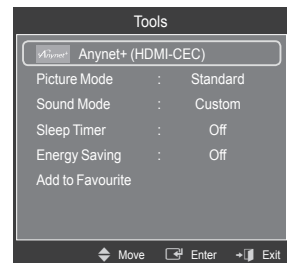 Tools
Anynet+ Anynet+ (HDMI-CEC)
Picture Mode : Standard
Sound Mode : Custom
Sleep Timer : Off
Energy Saving : Off
Add to Favourite
Move Enter Exit